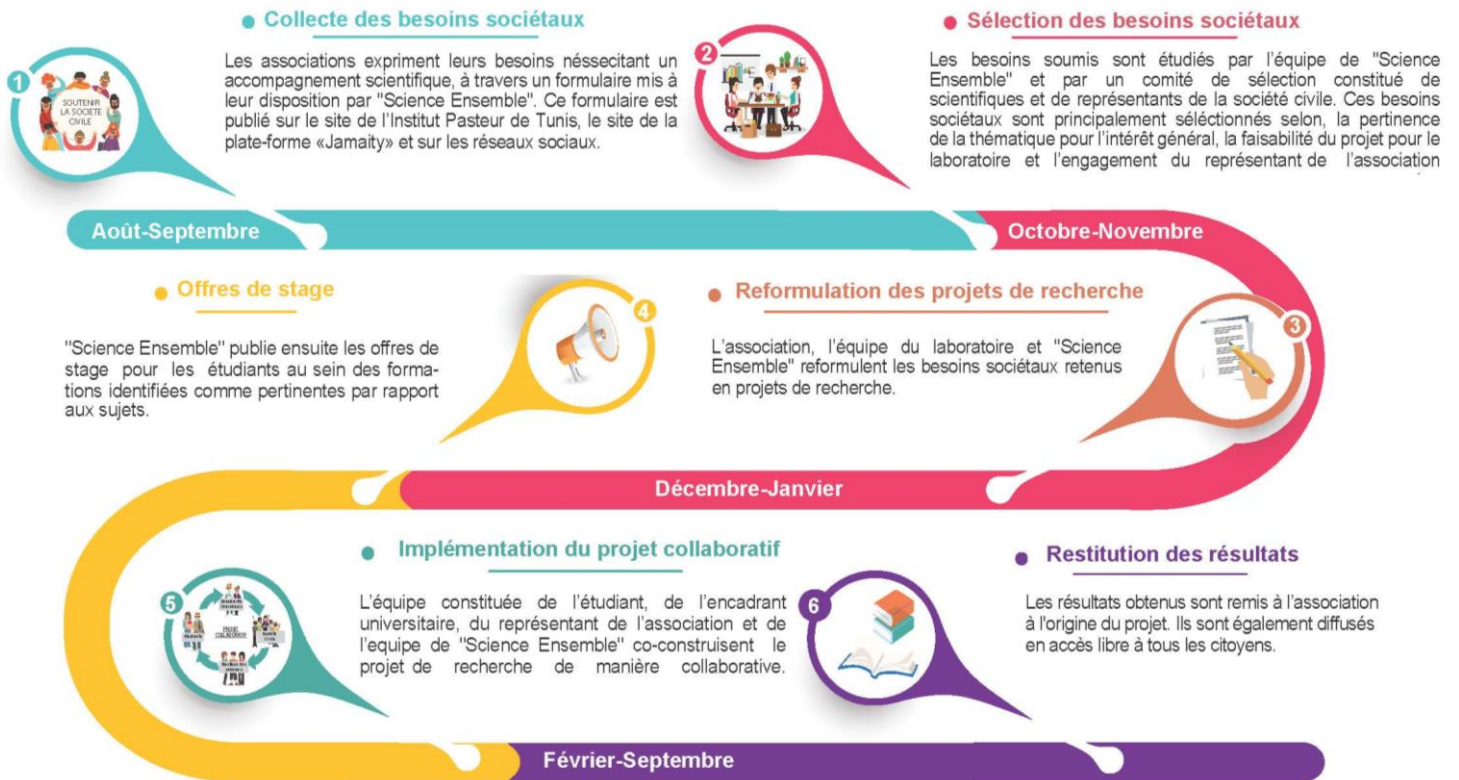 Collecte des besoins sociétaux
1
SOUTENIR
LA SOCIETE
CIVILE
Les associations expriment leurs besoins néssecitant un
accompagnement scientifique, à travers un formulaire mis à
leur disposition par "Science Ensemble". Ce formulaire est
publié sur le site de l'Institut Pasteur de Tunis, le site de la
plate-forme «Jamaity» et sur les réseaux sociaux.
Sélection des besoins sociétaux
2
Les besoins soumis sont étudiés par l'équipe de "Science
Ensemble" et par un comité de sélection constitué de
scientifiques et de représentants de la société civile. Ces besoins
sociétaux sont principalement séléctionnés selon, la pertinence
de la thématique pour l'intérêt général, la faisabilité du projet pour le
laboratoire et l'engagement du représentant de l'association
Août-Septembre
Octobre-Novembre
Reformulation des projets de recherche
3
L'association, l'équipe du laboratoire et "Science
Ensemble" reformulent les besoins sociétaux retenus
en projets de recherche.
Offres de stage
4
"Science Ensemble" publie ensuite les offres de
stage pour les étudiants au sein des forma-
tions identifiées comme pertinentes par rapport
aux sujets.
Décembre-Janvier
Implémentation du projet collaboratif
5
PROJET
COLLABORATIF
L'équipe constituée de l'étudiant, de l'encadrant
universitaire, du représentant de l'association et de
l'equipe de "Science Ensemble" co-construisent le
projet de recherche de manière collaborative.
Restitution des résultats
6
Les résultats obtenus sont remis à l'association
à l'origine du projet. Ils sont également diffusés
en accès libre à tous les citoyens.
Février-Septembre